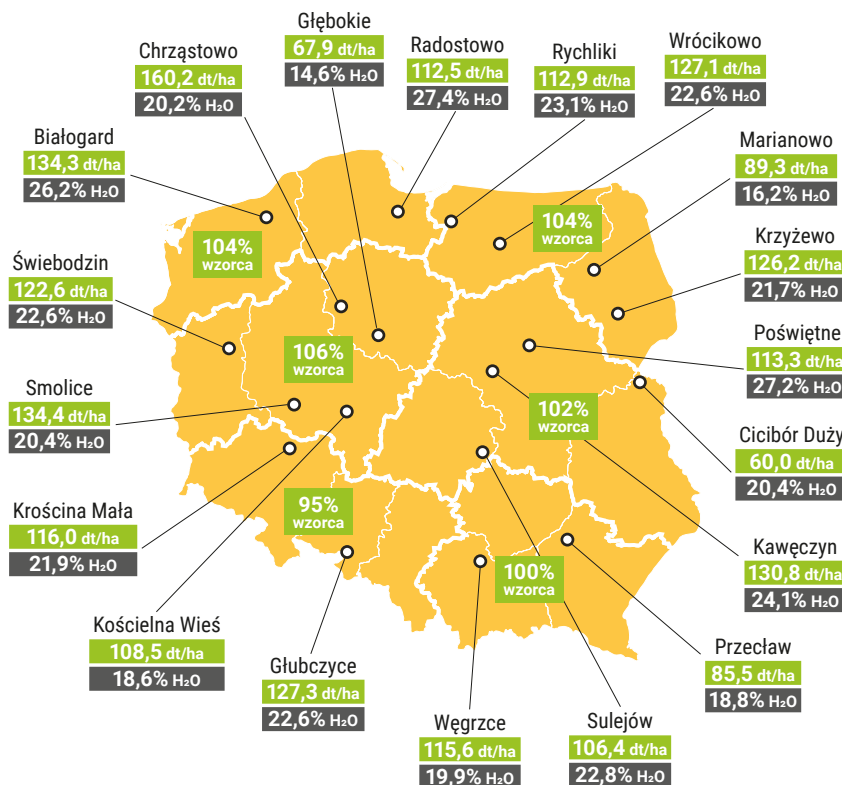 Głębokie
67,9 dt/ha
14,6% H₂O
Chrząstowo
160,2 dt/ha
20,2% H₂O
Radostowo
112,5 dt/ha
27,4% H₂O
Rychliki
112,9 dt/ha
23,1% H₂O
Wrócikowo
127,1 dt/ha
22,6% H₂O
Białogard
134,3 dt/ha
26,2% H₂O
Marianowo
89,3 dt/ha
16,2% H₂O
104%
wzorca
104%
wzorca
Świebodzin
122,6 dt/ha
22,6% H₂O
Krzyżewo
126,2 dt/ha
21,7% H₂O
106%
wzorca
Poświętne
113,3 dt/ha
27,2% H₂O
Smolice
134,4 dt/ha
20,4% H₂O
102%
wzorca
Cicibór Duży
60,0 dt/ha
20,4% H₂O
Krościna Mała
116,0 dt/ha
21,9% H₂O
95%
wzorca
100%
wzorca
Kawęczyn
130,8 dt/ha
24,1% H₂O
Kościelna Wieś
108,5 dt/ha
18,6% H₂O
Głubczyce
127,3 dt/ha
22,6% H₂O
Przecław
85,5 dt/ha
18,8% H₂O
Węgrzce
115,6 dt/ha
19,9% H₂O
Sulejów
106,4 dt/ha
22,8% H₂O